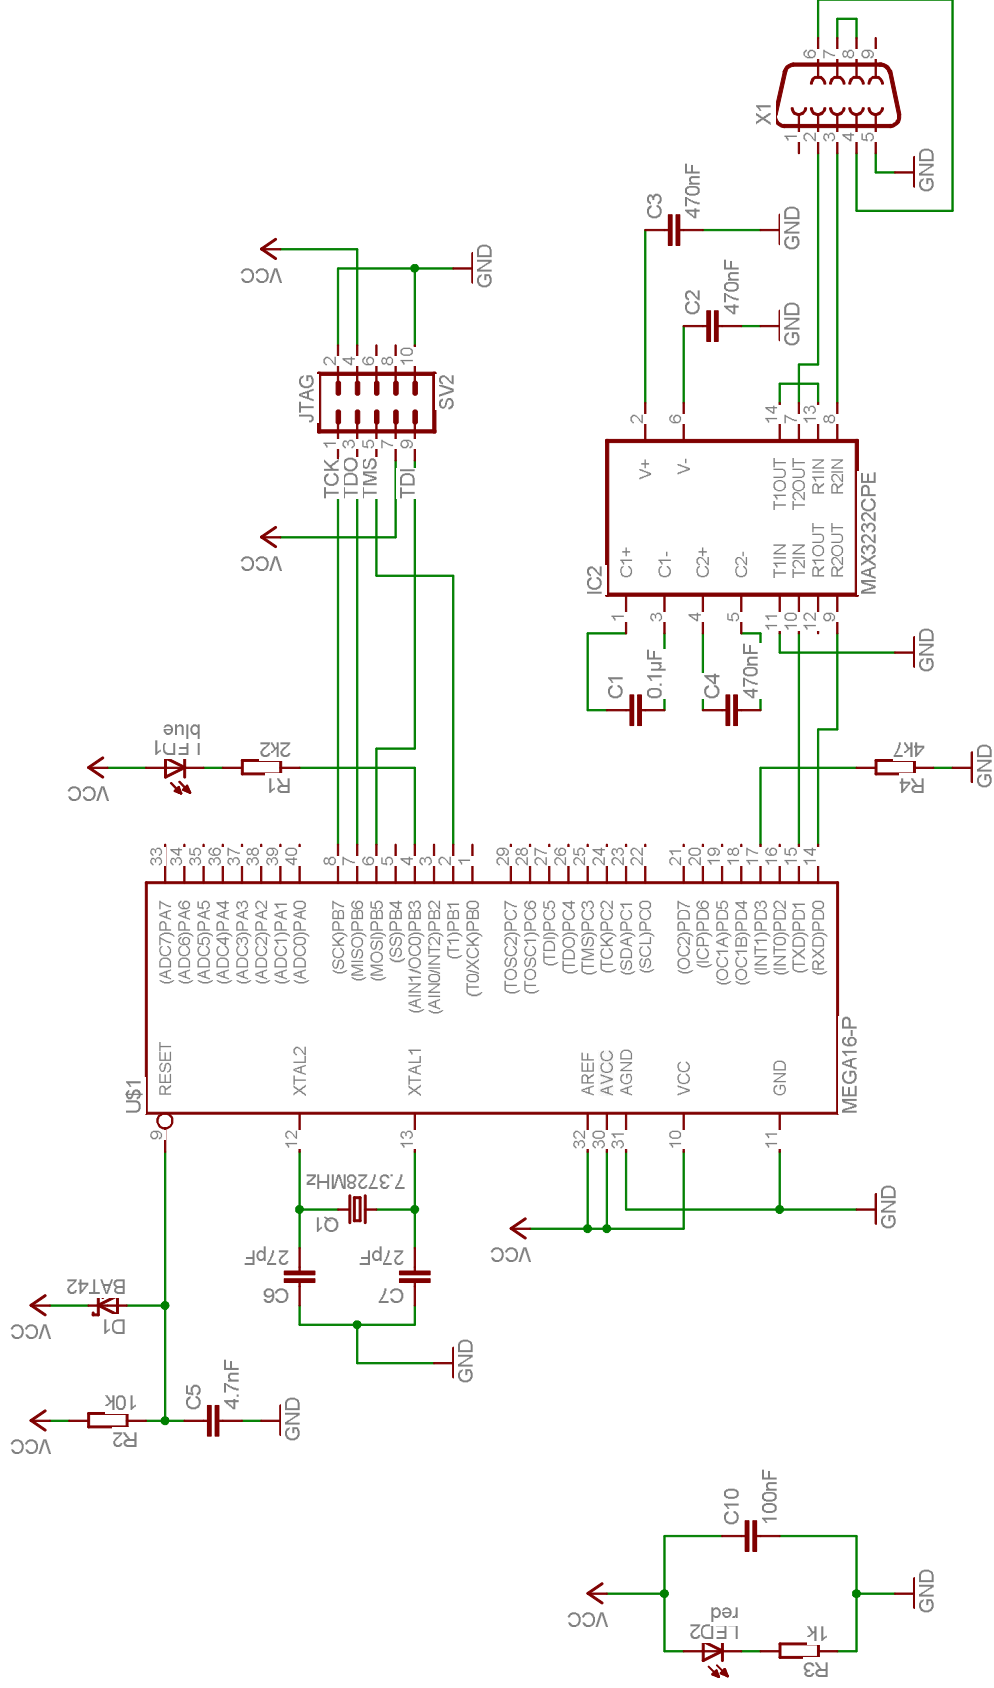 X1
6
7
8
9
1
2
3
4
5
GND
C3
470nF
GND
C2
470nF
GND
VCC
GND
JTAG
SV2
2
4
6
8
10
1
3
5
7
9
TCK
TDO
TMS
TDI
VCC
IC2
MAX3232CPE
2
6
14
7
13
8
V+
V-
T1OUT
T2OUT
R1IN
R2IN
C1+
C1-
C2+
C2-
T1IN
T2IN
R1OUT
R2OUT
1
3
4
5
11
10
12
9
GND
C1
0.1µF
C4
470nF
VCC
LED1
blue
R1
2k2
R4
4k7
GND
33
34
35
36
37
38
39
40
8
7
6
5
4
3
2
1
29
28
27
26
25
24
23
22
21
20
19
18
17
16
15
14
(ADC7)PA7
(ADC6)PA6
(ADC5)PA5
(ADC4)PA4
(ADC3)PA3
(ADC2)PA2
(ADC1)PA1
(ADC0)PA0
(SCK)PB7
(MISO)PB6
(MOSI)PB5
(SS)PB4
(AIN1/OC0)PB3
(AIN0/INT2)PB2
(T1)PB1
(T0/XCK)PB0
(TOSC2)PC7
(TOSC1)PC6
(TDI)PC5
(TDO)PC4
(TMS)PC3
(TCK)PC2
(SDA)PC1
(SCL)PC0
(OC2)PD7
(ICP)PD6
(OC1A)PD5
(OC1B)PD4
(INT1)PD3
(INT0)PD2
(TXD)PD1
(RXD)PD0
RESET
XTAL2
XTAL1
AREF
AVCC
AGND
VCC
GND
U$1
MEGA16-P
9
12
13
32
30
31
10
11
Q1
7.3728MHz
C6
27pF
C7
27pF
GND
VCC
GND
VCC
D1
BAT42
VCC
R2
10k
C5
4.7nF
GND
VCC
C10
100nF
LED2
red
R3
1k
GND